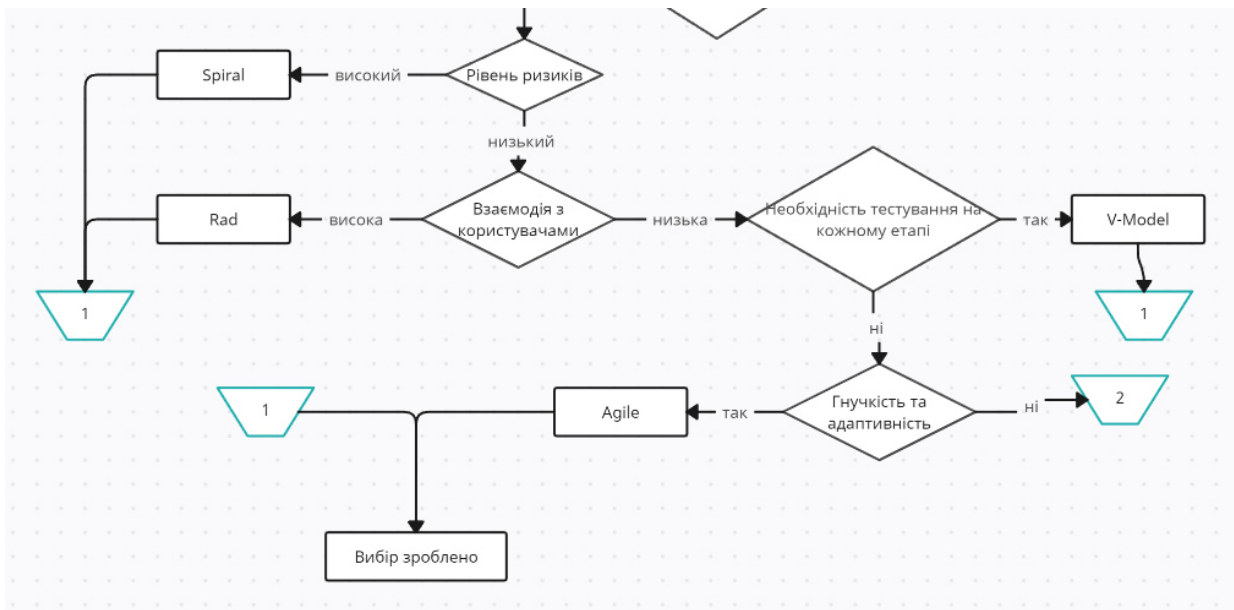 Spiral
високий
Рівень ризиків
низький
Rad
висока
Взаємодія з
користувачами
низька
Необхідність тестування на
кожному етапі
так
V-Model
1
1
ні
1
Agile
так
Гнучкість та
адаптивність
ні
2
Вибір зроблено